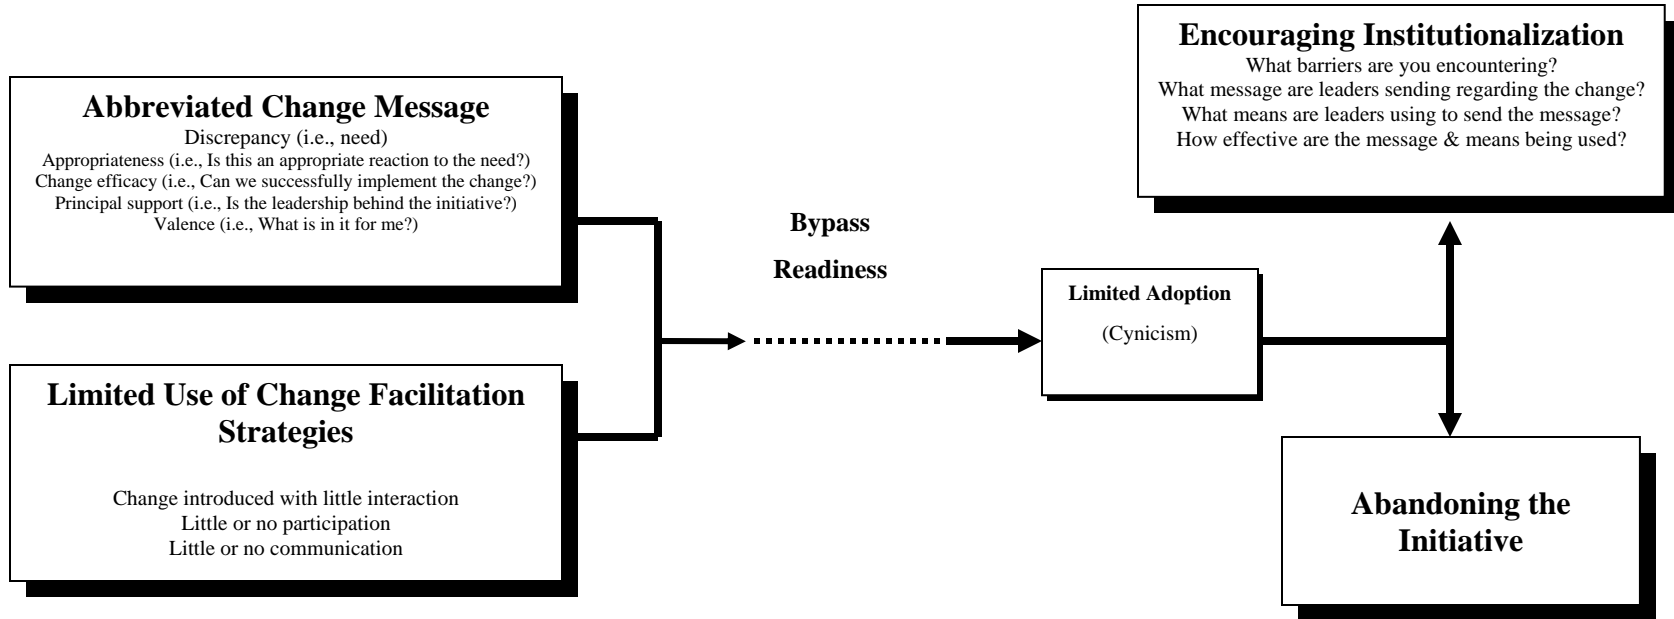 Abbreviated Change Message
Discrepancy (i.e., need)
Appropriateness (i.e., Is this an appropriate reaction to the need?)
Change efficacy (i.e., Can we successfully implement the change?)
Principal support (i.e., Is the leadership behind the initiative?)
Valence (i.e., What is in it for me?)
Limited Use of Change Facilitation
Strategies
Change introduced with little interaction
Little or no participation
Little or no communication
Bypass
Readiness
Limited Adoption
(Cynicism)
Encouraging Institutionalization
What barriers are you encountering?
What message are leaders sending regarding the change?
What means are leaders using to send the message?
How effective are the message & means being used?
Abandoning the
Initiative